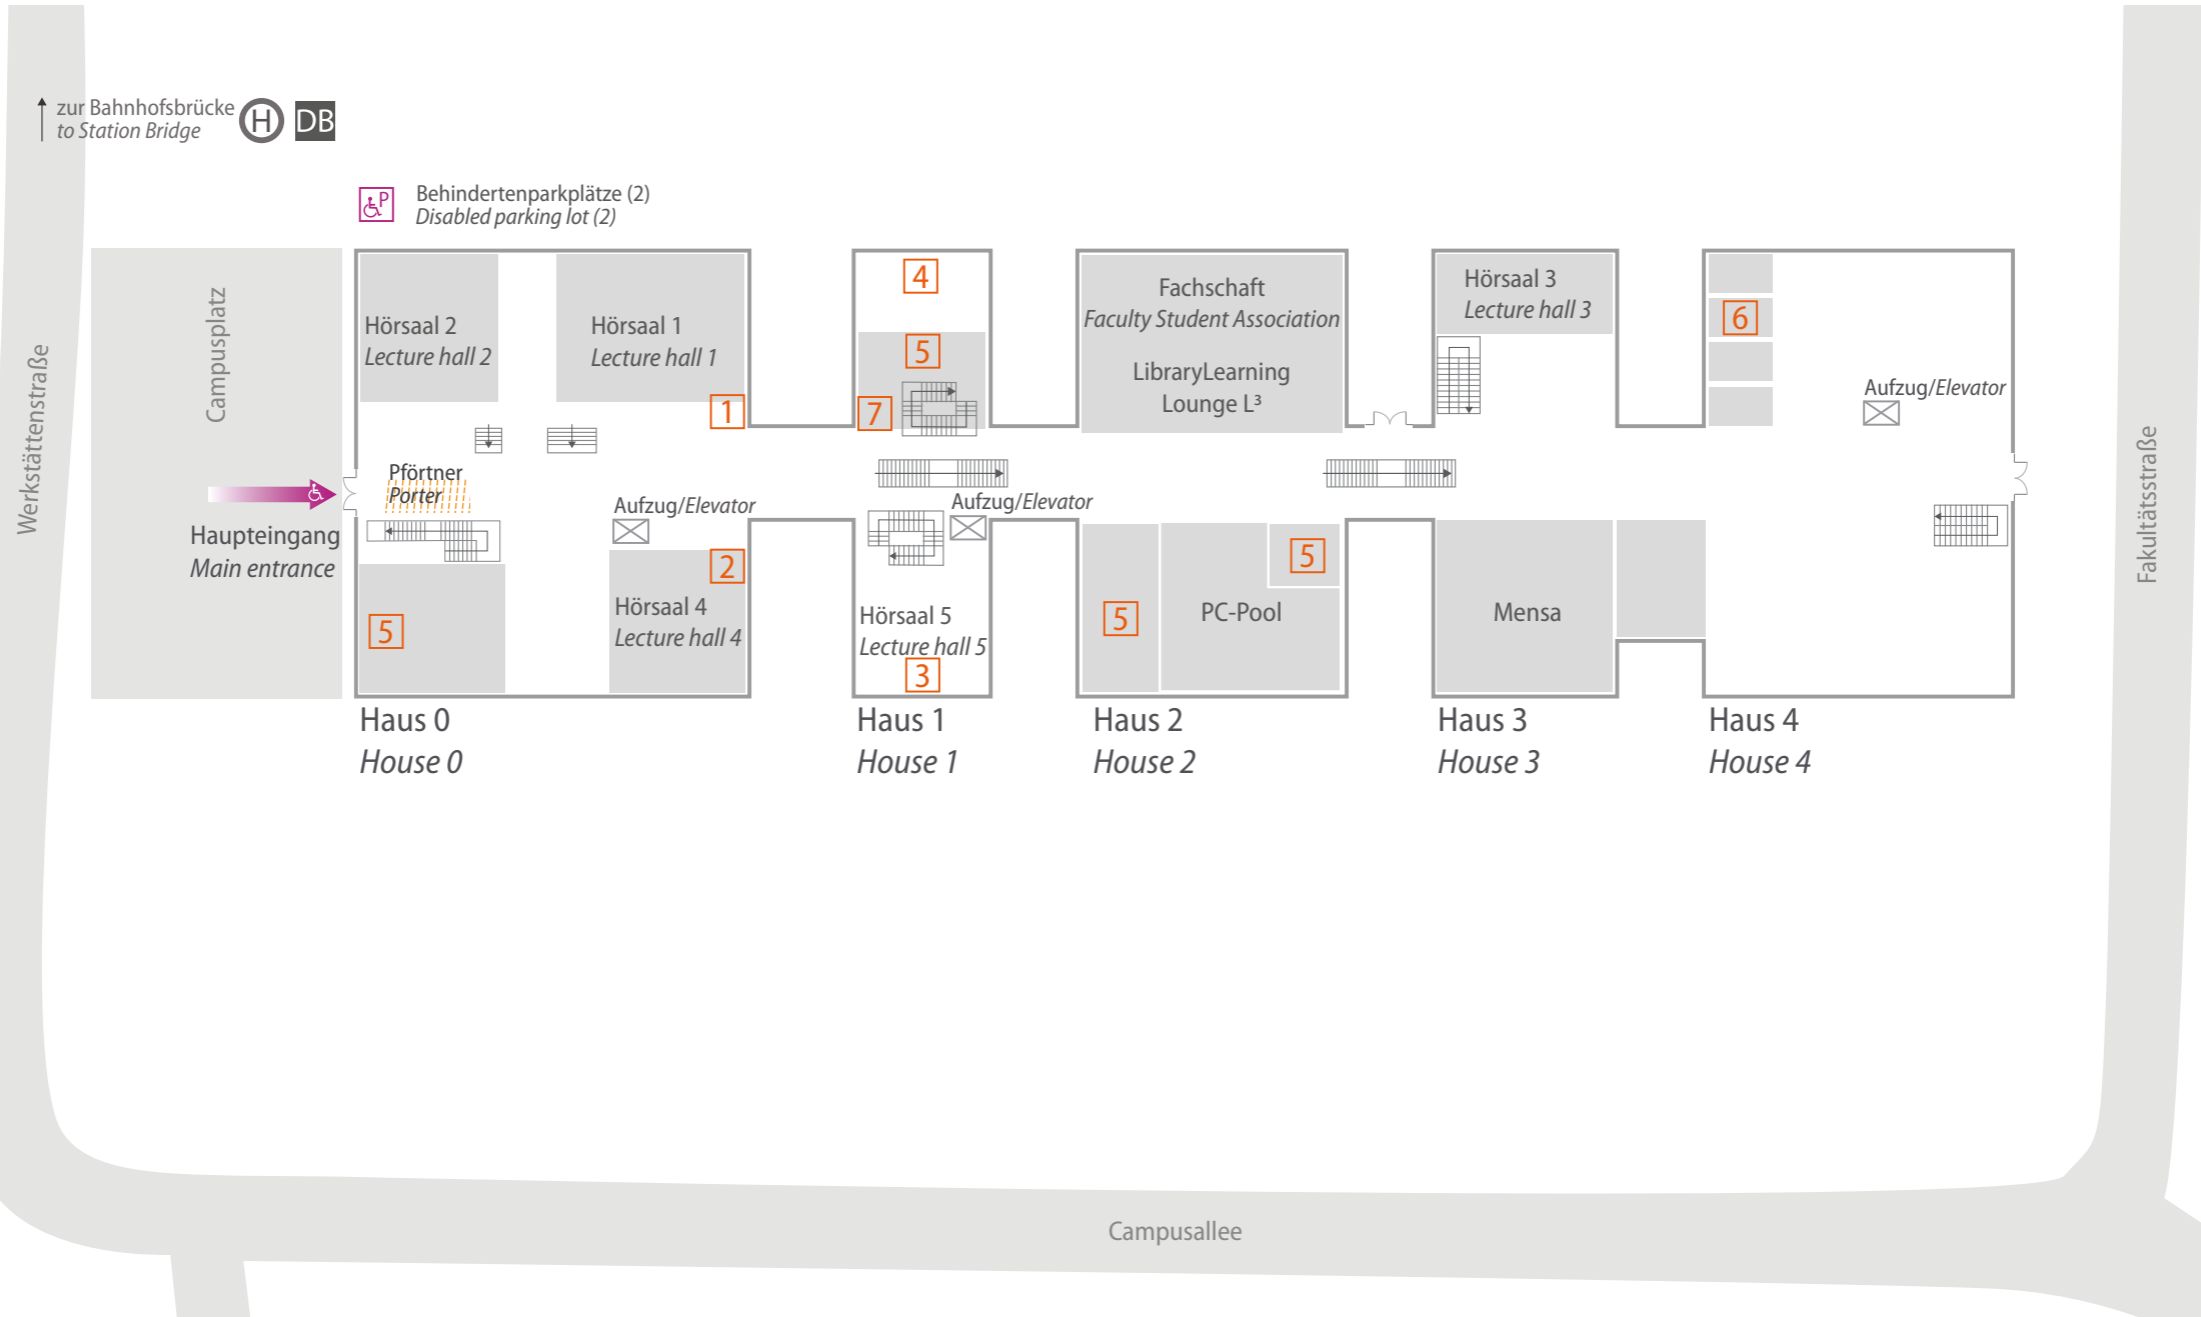 zur Bahnhofsbrücke
to Station Bridge
H
DB
P
Behindertenparkplätze (2)
Disabled parking lot (2)
Werkstättenstraße
Campusplatz
Haupteingang
Main entrance
Hörsaal 2
Lecture hall 2
Hörsaal 1
Lecture hall 1
1
Pförtner
Porter
Aufzug/Elevator
5
2
Hörsaal 4
Lecture hall 4
Haus 0
House 0
4
5
7
Aufzug/Elevator
Hörsaal 5
Lecture hall 5
3
Haus 1
House 1
Fachschaft
Faculty Student Association
LibraryLearning
Lounge L³
5
5
PC-Pool
Haus 2
House 2
Hörsaal 3
Lecture hall 3
Mensa
Haus 3
House 3
6
Aufzug/Elevator
Haus 4
House 4
Fakultätsstraße
Campusallee